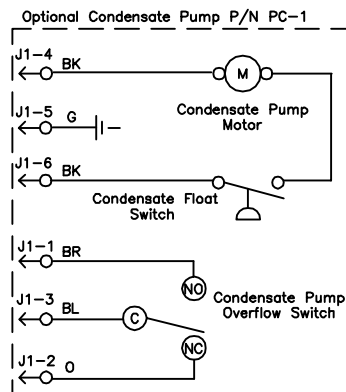 Optional Condensate Pump P/N PC-1
J1-4
BK
M
Condensate Pump
Motor
J1-5
G
J1-6
BK
Condensate Float
Switch
J1-1
BR
NO
Condensate Pump
Overflow Switch
J1-3
BL
C
NC
J1-2
O